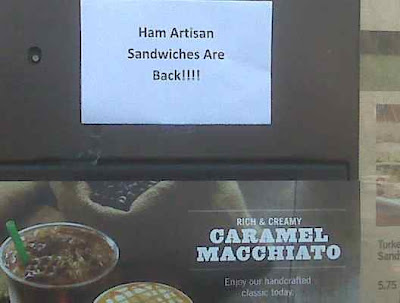 Ham Artisan
Sandwiches Are
Back!!!!
RICH & CREAMY
CARAMEL
MACCHIATO
Enjoy our handcrafted
classic today.
5.75